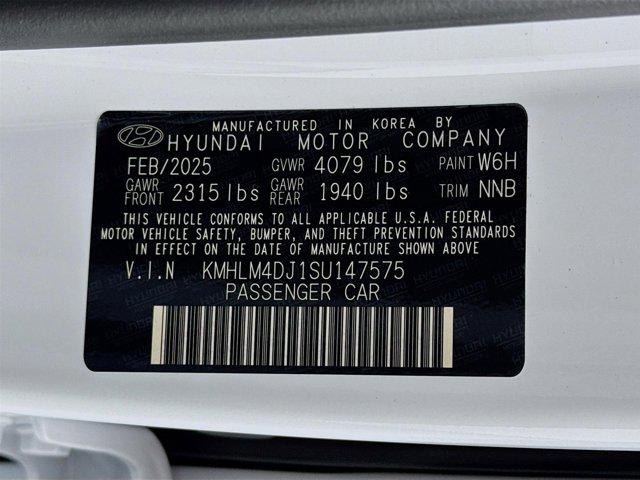 MANUFACTURED IN KOREA BY
HYUNDAI MOTOR COMPANY
FEB/2025 GVWR 4079 lbs PAINT W6H
GAWR FRONT 2315 lbs GAWR REAR 1940 lbs TRIM NNB
THIS VEHICLE CONFORMS TO ALL APPLICABLE U.S.A. FEDERAL
MOTOR VEHICLE SAFETY, BUMPER, AND THEFT PREVENTION STANDARDS
IN EFFECT ON THE DATE OF MANUFACTURE SHOWN ABOVE
V.I.N KMHLM4DJ1SU147575
PASSENGER CAR